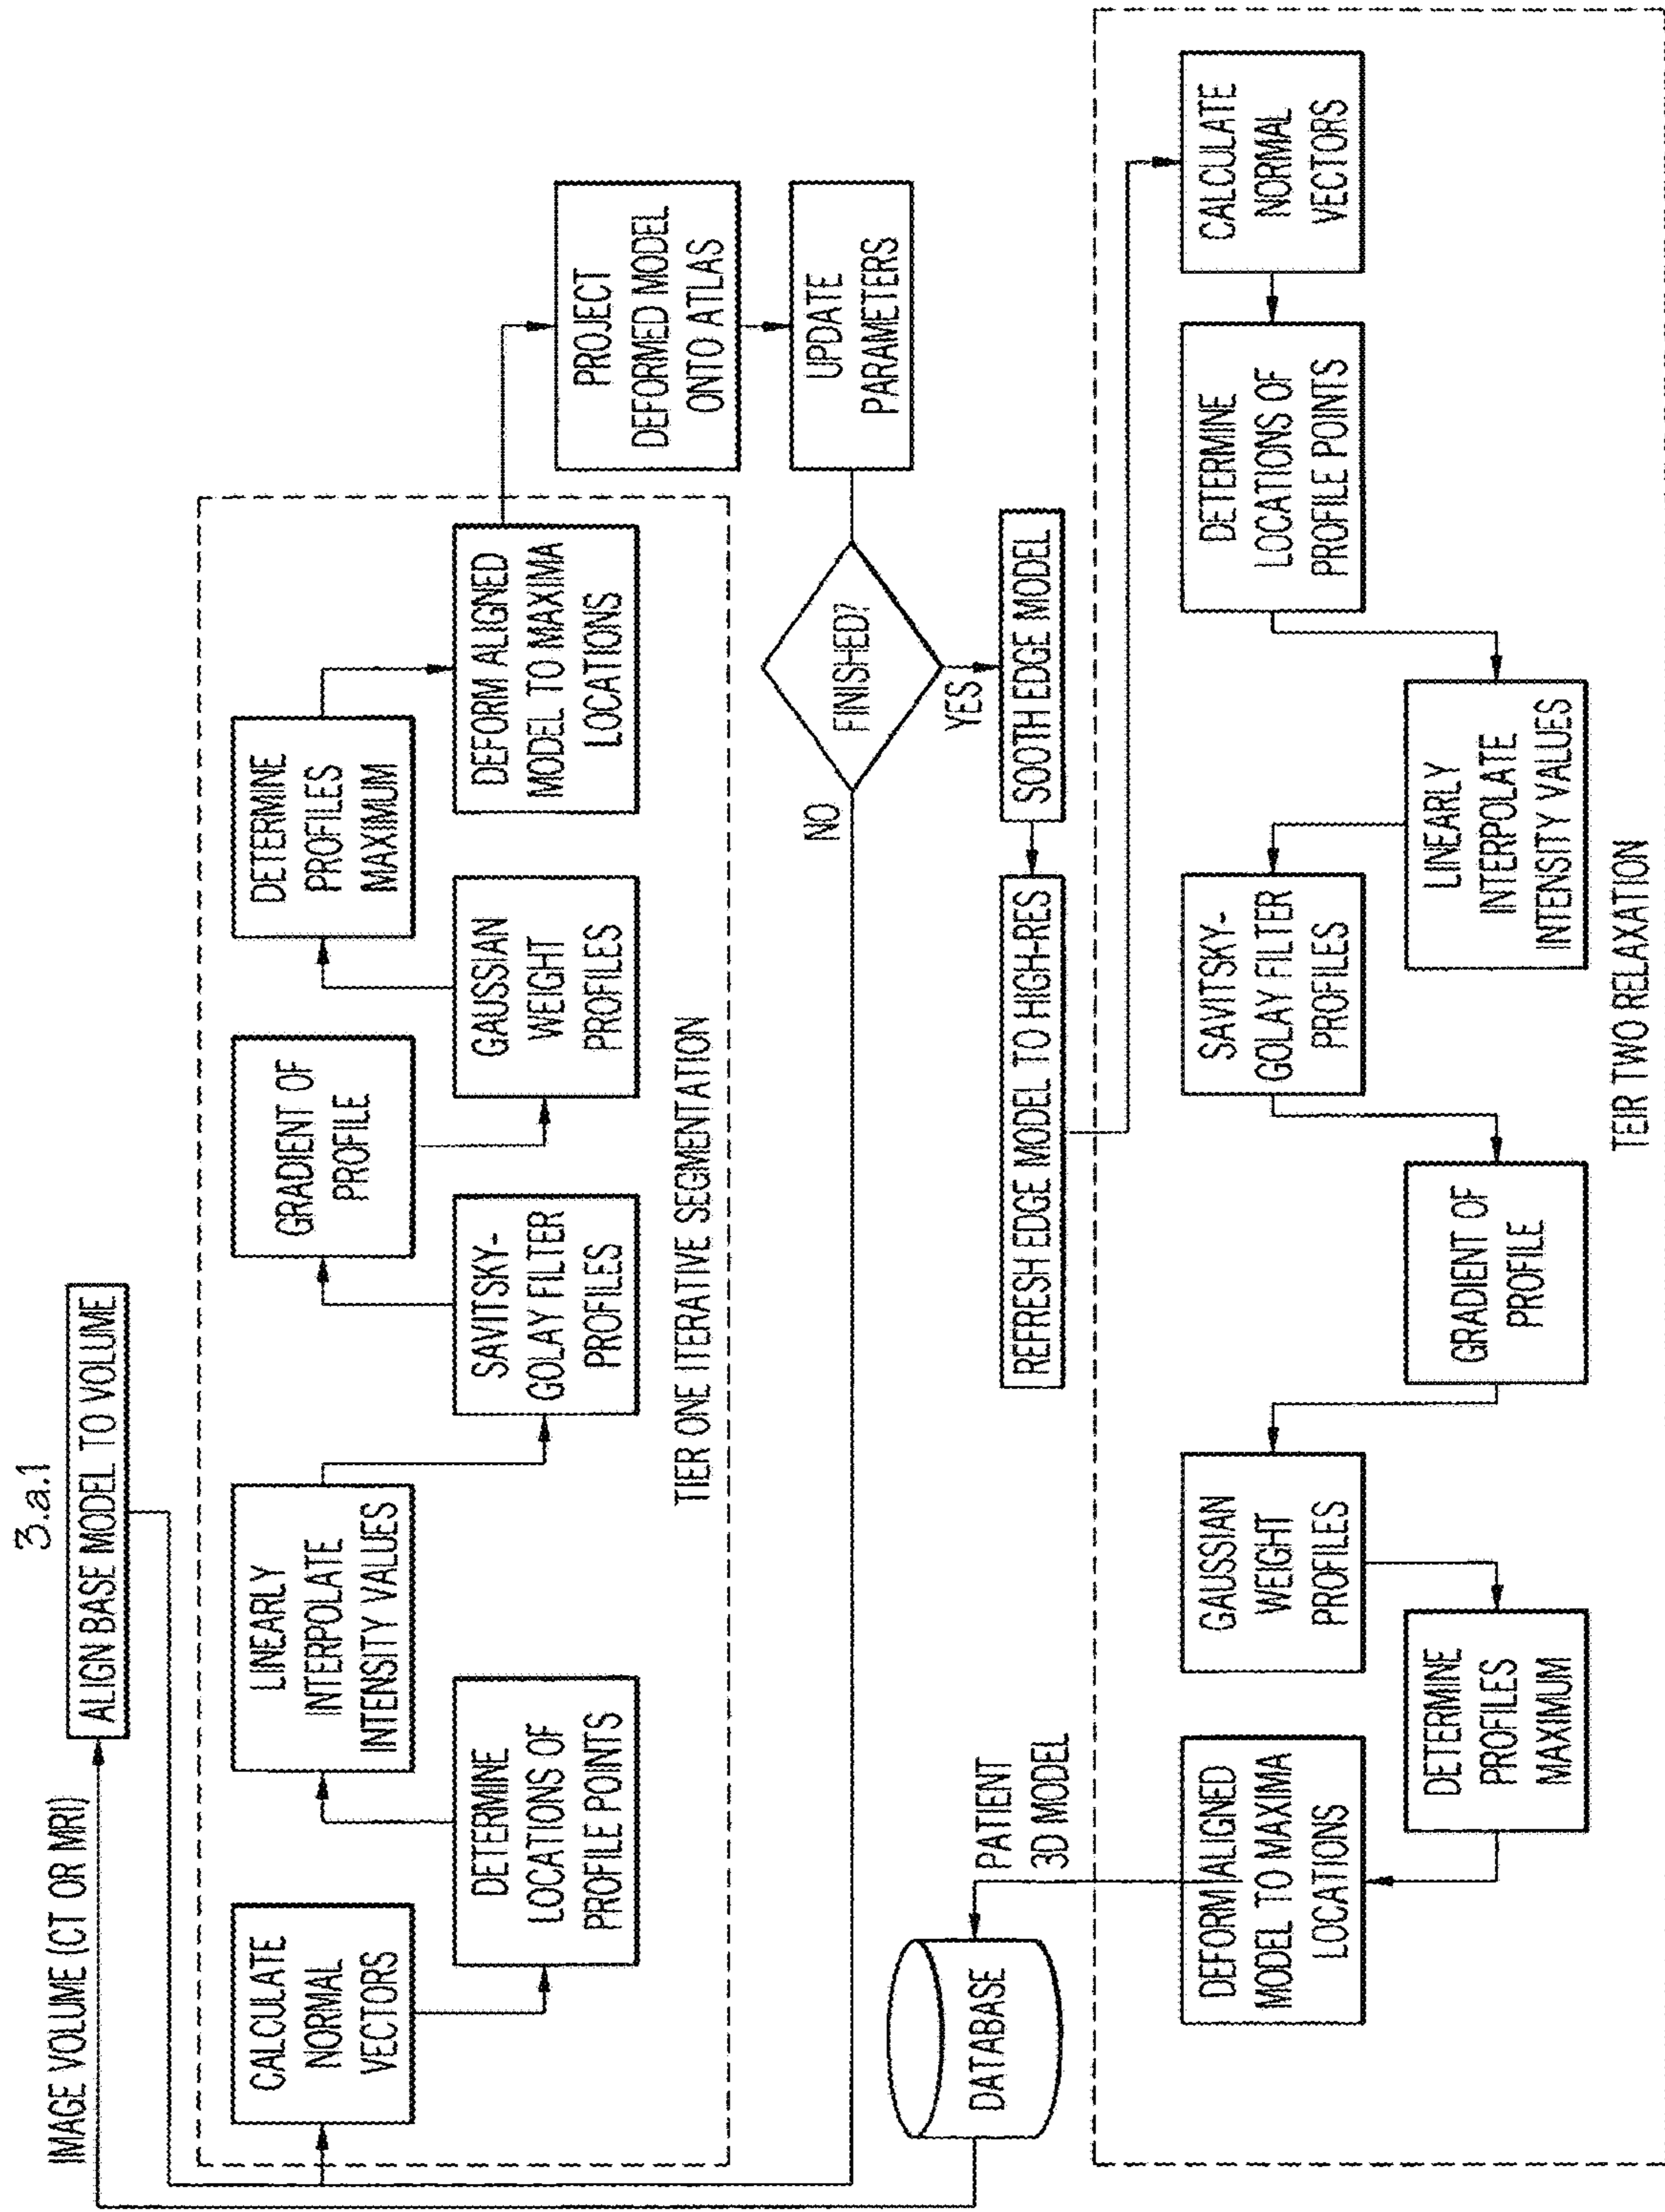 3.a.1
IMAGE VOLUME (CT OR MRI)
ALIGN BASE MODEL TO VOLUME
CALCULATE
NORMAL
VECTORS
DETERMINE
LOCATIONS OF
PROFILE POINTS
LINEARLY
INTERPOLATE
INTENSITY VALUES
SAVITSKY-
GOLAY FILTER
PROFILES
GRADIENT OF
PROFILE
GAUSSIAN
WEIGHT
PROFILES
DETERMINE
PROFILES
MAXIMUM
DEFORM ALIGNED
MODEL TO MAXIMA
LOCATIONS
TIER ONE ITERATIVE SEGMENTATION
PROJECT
DEFORMED MODEL
ONTO ATLAS
UPDATE
PARAMETERS
FINISHED?
NO
YES
SOOTH EDGE MODEL
REFRESH EDGE MODEL TO HIGH-RES
CALCULATE
NORMAL
VECTORS
DETERMINE
LOCATIONS OF
PROFILE POINTS
LINEARLY
INTERPOLATE
INTENSITY VALUES
SAVITSKY-
GOLAY FILTER
PROFILES
GRADIENT OF
PROFILE
GAUSSIAN
WEIGHT
PROFILES
DETERMINE
PROFILES
MAXIMUM
DEFORM ALIGNED
MODEL TO MAXIMA
LOCATIONS
TEIR TWO RELAXATION
PATIENT
3D MODEL
DATABASE